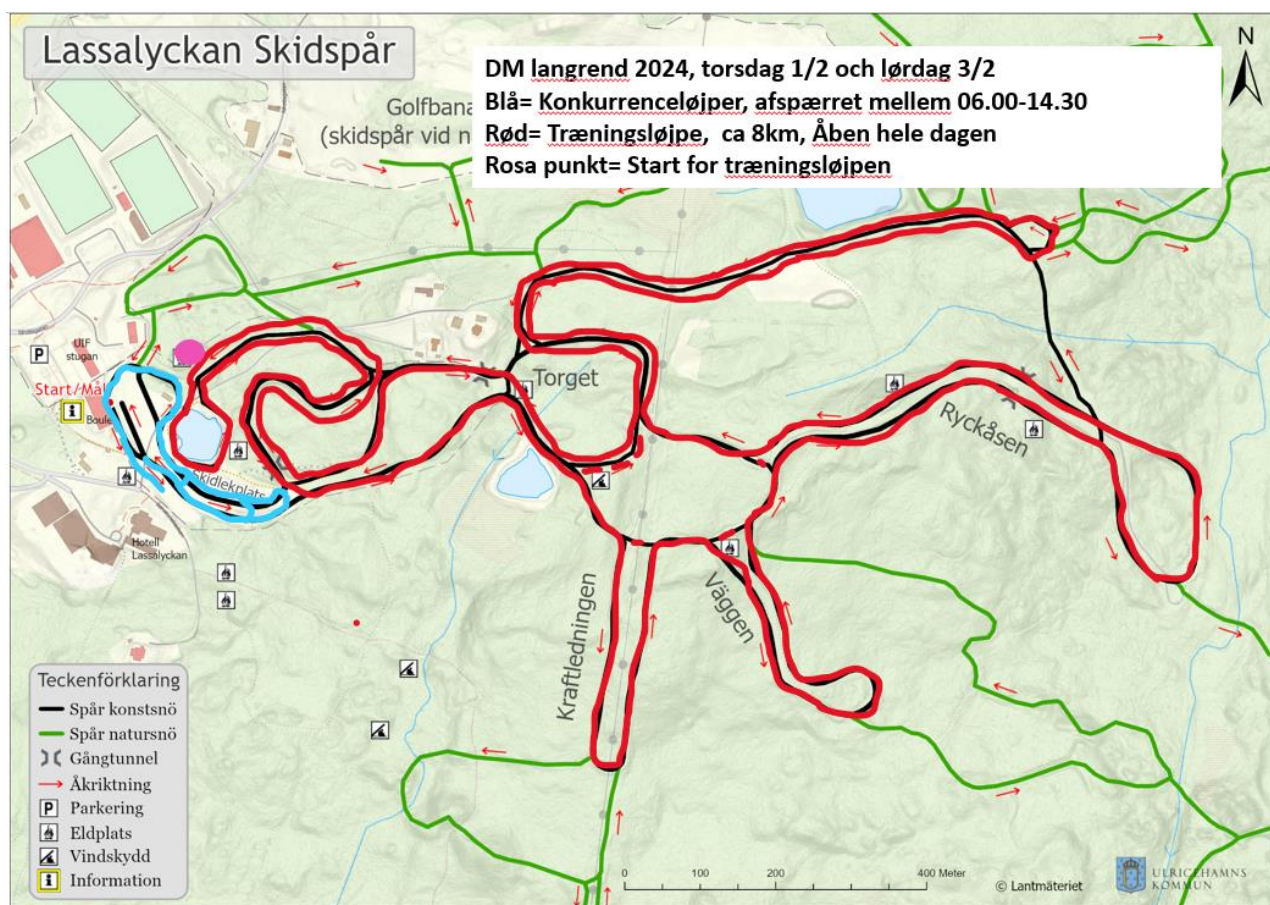 Lassalyckan Skidspår
DM langrend 2024, torsdag 1/2 och lørdag 3/2
Blå= Konkurrenceløjper, afspærret mellem 06.00-14.30
Rød= Træningsløjpe, ca 8km, Åben hele dagen
Rosa punkt= Start for træningsløjpen
N
Golfbana
(skidspår vid n
P
ULF
stugan
Start/Mål
i
Boule
Torget
Ryckåsen
Skidlekplats
Hotell
Lassalyckan
Kraftledningen
Väggen
Teckenförklaring
Spår konstsnö
Spår natursnö
Gångtunnel
Åkriktning
P Parkering
Eldplats
Vindskydd
i Information
0 100 200 400 Meter
© Lantmäteriet
ULRICEHAMNS
KOMMUN